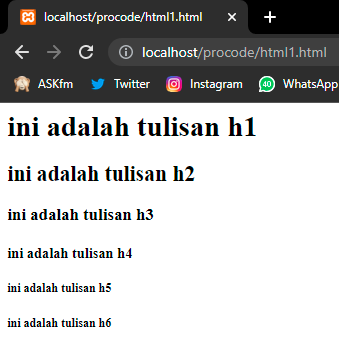 localhost/procode/html1.html
localhost/procode/html1.html
ASKfm Twitter Instagram 40 WhatsApp
ini adalah tulisan h1
ini adalah tulisan h2
ini adalah tulisan h3
ini adalah tulisan h4
ini adalah tulisan h5
ini adalah tulisan h6